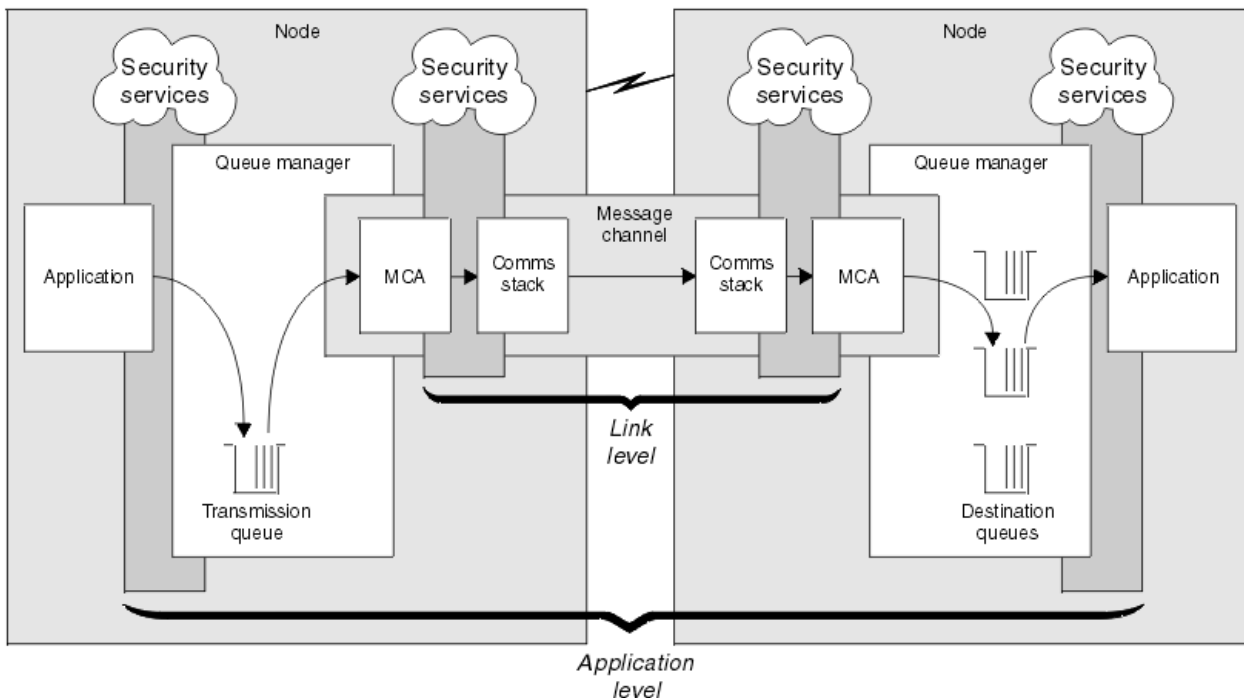 Node
Node
Security
services
Security
services
Security
services
Security
services
Queue manager
Queue manager
Message
channel
Application
MCA
Comms
stack
Comms
stack
MCA
Application
Link
level
Transmission
queue
Destination
queues
Application
level